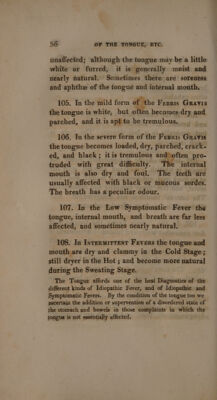 86 OF THE TONGUE, ETC.
unaffected; although the tongue may be a little
white or furred, it is generally moist and
nearly natural. Sometimes there are soreness
and aphthæ of the tongue and internal mouth.
105. In the mild form of the Febris Gravis
the tongue is white, but often becomes dry and
parched, and it is apt to be tremulous.
106. In the severe form of the Febris Gravis
the tongue becomes loaded, dry, parched, crack-
ed, and black; it is tremulous and often pro-
truded with great difficulty. The internal
mouth is also dry and foul. The teeth are
usually affected with black or mucous sordes.
The breath has a peculiar odour.
107. In the Low Symptomatic Fever the
tongue, internal mouth, and breath are far less
affected, and sometimes nearly natural.
108. In Intermittent Fevers the tongue and
mouth are dry and clammy in the Cold Stage;
still dryer in the Hot; and become more natural
during the Sweating Stage.
The Tongue affords one of the best Diagnostics of the
different kinds of Idiopathic Fever, and of Idiopathic and
Symptomatic Fevers. By the condition of the tongue too we
ascertain the addition or supervention of a disordered state of
the stomach and bowels in those complaints in which the
tongue is not essentially affected.